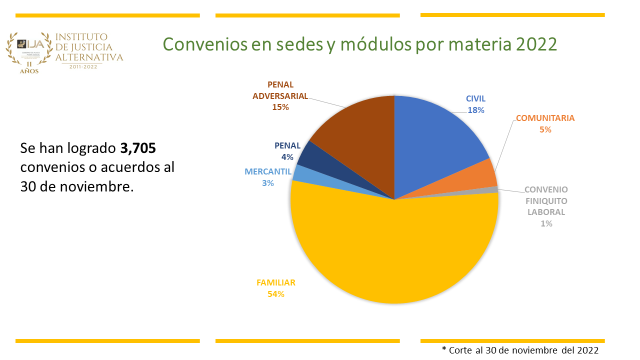 IJA
INSTITUTO
DE JUSTICIA
ALTERNATIVA
2011-2022
11
AÑOS
Convenios en sedes y módulos por materia 2022
Se han logrado 3,705
convenios o acuerdos al
30 de noviembre.
PENAL
ADVERSARIAL
15%
CIVIL
18%
COMUNITARIA
5%
PENAL
4%
MERCANTIL
3%
CONVENIO
FINIQUITO
LABORAL
1%
FAMILIAR
54%
* Corte al 30 de noviembre del 2022